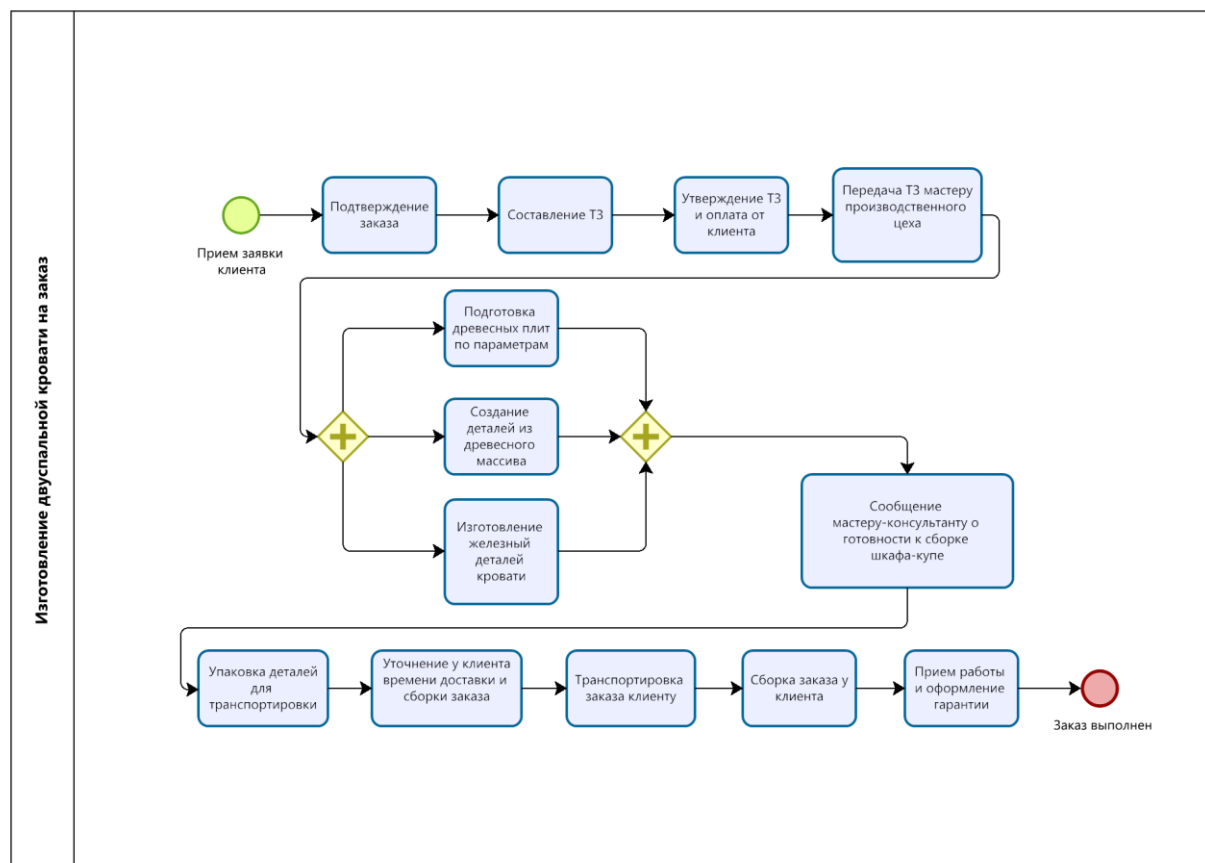 Изготовление двуспальной кровати на заказ
Прием заявки
клиента
Подтверждение
заказа
Составление ТЗ
Утверждение ТЗ
и оплата от
клиента
Передача ТЗ мастеру
производственного
цеха
Подготовка
древесных плит
по параметрам
Создание
деталей из
древесного
массива
Изготовление
железный
деталей
кровати
Сообщение
мастеру-консультанту о
готовности к сборке
шкафа-купе
Упаковка деталей
для
транспортировки
Уточнение у клиента
времени доставки и
сборки заказа
Транспортировка
заказа клиенту
Сборка заказа у
клиента
Прием работы
и оформление
гарантии
Заказ выполнен